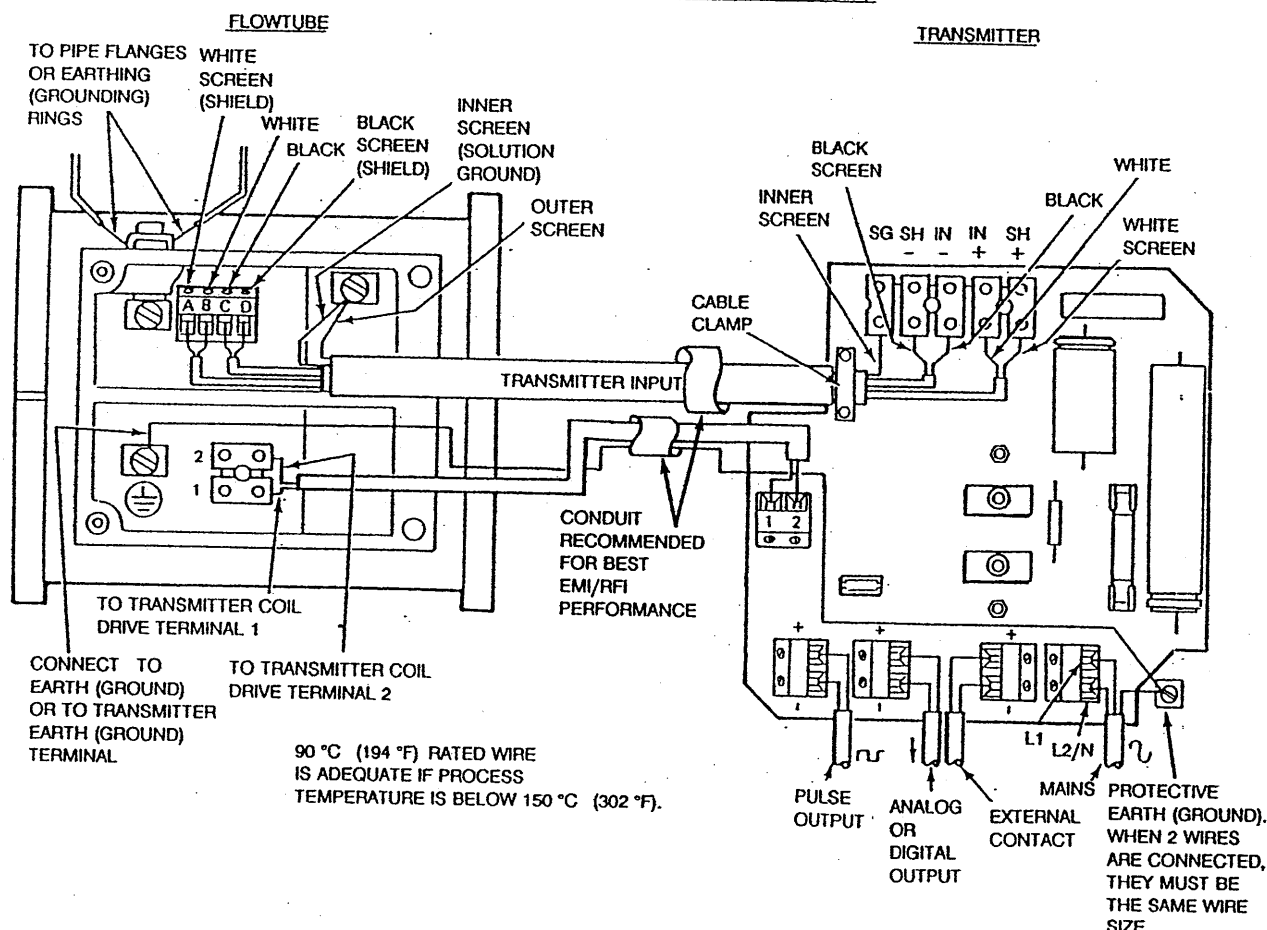 FLOWTUBE
TRANSMITTER
TO PIPE FLANGES
OR EARTHING
(GROUNDING)
RINGS
WHITE
SCREEN
(SHIELD)
WHITE
BLACK
BLACK
SCREEN
(SHIELD)
INNER
SCREEN
(SOLUTION
GROUND)
OUTER
SCREEN
BLACK
SCREEN
INNER
SCREEN
WHITE
BLACK
WHITE
SCREEN
SG SH IN IN SH
- - + +
CABLE
CLAMP
A B C D
TRANSMITTER INPUT
2
1
1 2
CONDUIT
RECOMMENDED
FOR BEST
EMI/RFI
PERFORMANCE
TO TRANSMITTER COIL
DRIVE TERMINAL 1
TO TRANSMITTER COIL
DRIVE TERMINAL 2
CONNECT TO
EARTH (GROUND)
OR TO TRANSMITTER
EARTH (GROUND)
TERMINAL
90 °C (194 °F) RATED WIRE
IS ADEQUATE IF PROCESS
TEMPERATURE IS BELOW 150 °C (302 °F).
+ + +
- - -
L1
L2/N
PULSE
OUTPUT
ANALOG
OR
DIGITAL
OUTPUT
EXTERNAL
CONTACT
MAINS
PROTECTIVE
EARTH (GROUND).
WHEN 2 WIRES
ARE CONNECTED,
THEY MUST BE
THE SAME WIRE
SIZE